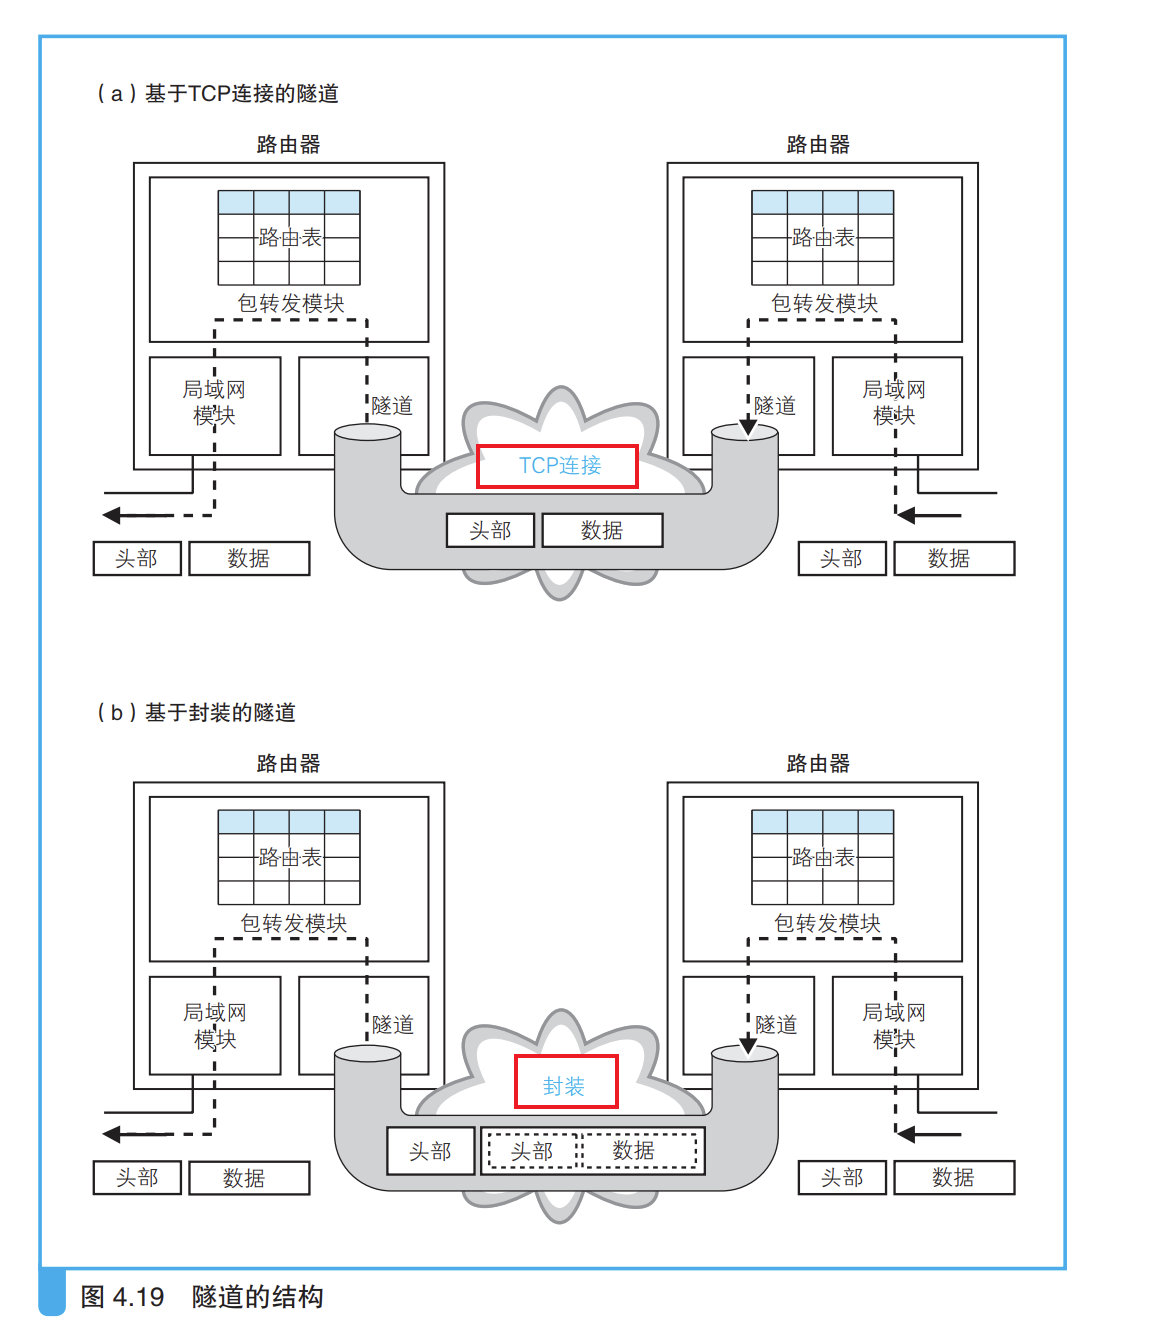 （a）基于TCP连接的隧道
路由器
路由器
路由表
路由表
包转发模块
包转发模块
局域网
模块
隧道
隧道
局域网
模块
TCP连接
头部
数据
头部
数据
头部
数据
（b）基于封装的隧道
路由器
路由器
路由表
路由表
包转发模块
包转发模块
局域网
模块
隧道
隧道
局域网
模块
封装
头部
头部
数据
头部
数据
头部
数据
图 4.19 隧道的结构